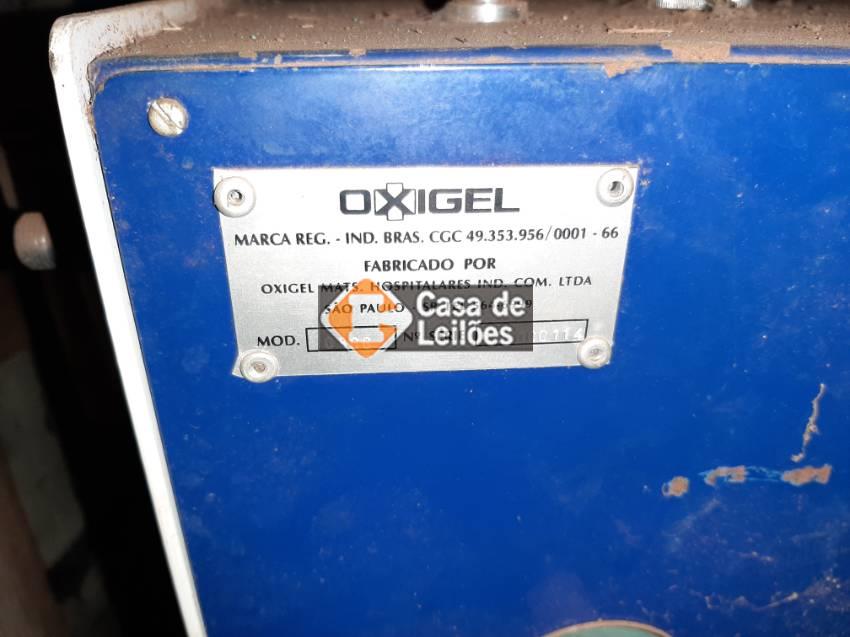 OXIGEL
MARCA REG. - IND. BRAS. CGC 49.353.956/0001 - 66
FABRICADO POR
OXIGEL MATS. HOSPITALARES IND. COM. LTDA
SÃO PAULO
Casa de
Leilões
MOD. Nº